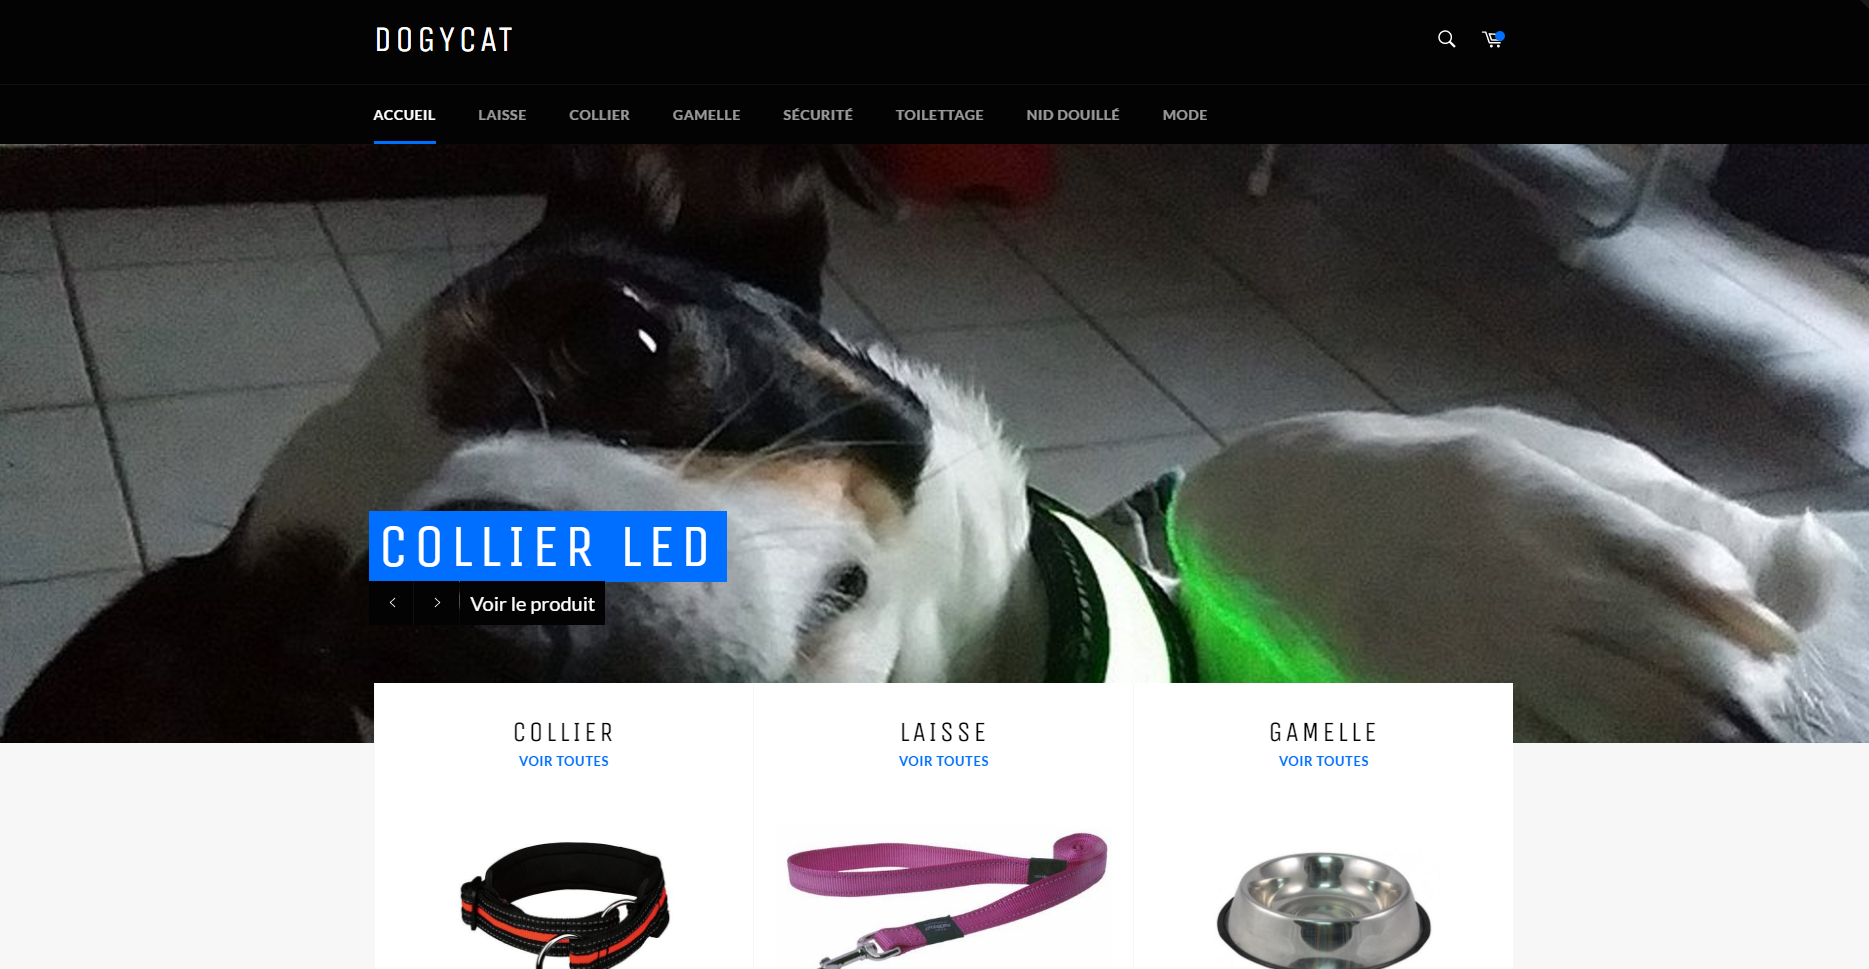 DOGYCAT
ACCUEIL LAISSE COLLIER GAMELLE SÉCURITÉ TOILETTAGE NID DOUILLÉ MODE
COLLIER LED
Voir le produit
COLLIER LAISSE GAMELLE
VOIR TOUTES VOIR TOUTES VOIR TOUTES